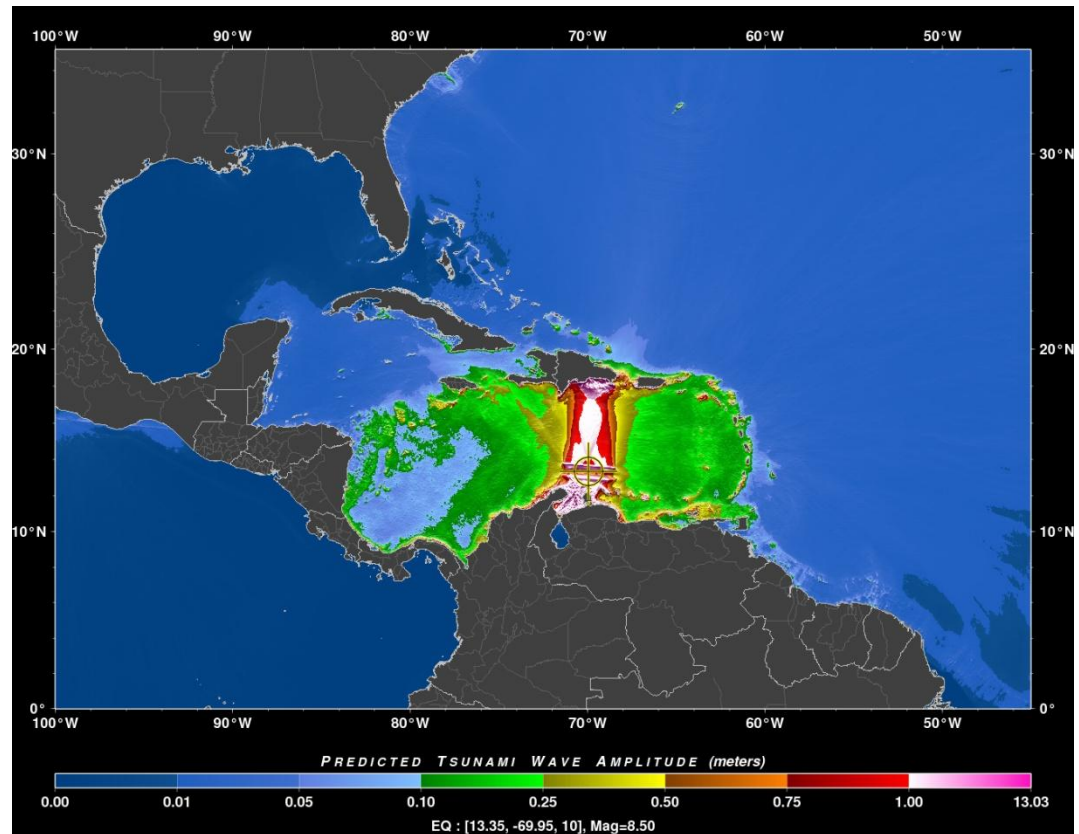 100°W 90°W 80°W 70°W 60°W 50°W
30°N 30°N
20°N 20°N
10°N 10°N
0° 0°
100°W 90°W 80°W 70°W 60°W 50°W
PREDICTED TSUNAMI WAVE AMPLITUDE (meters)
0.00 0.01 0.05 0.10 0.25 0.50 0.75 1.00 13.03
EQ : [13.35, -69.95, 10], Mag=8.50